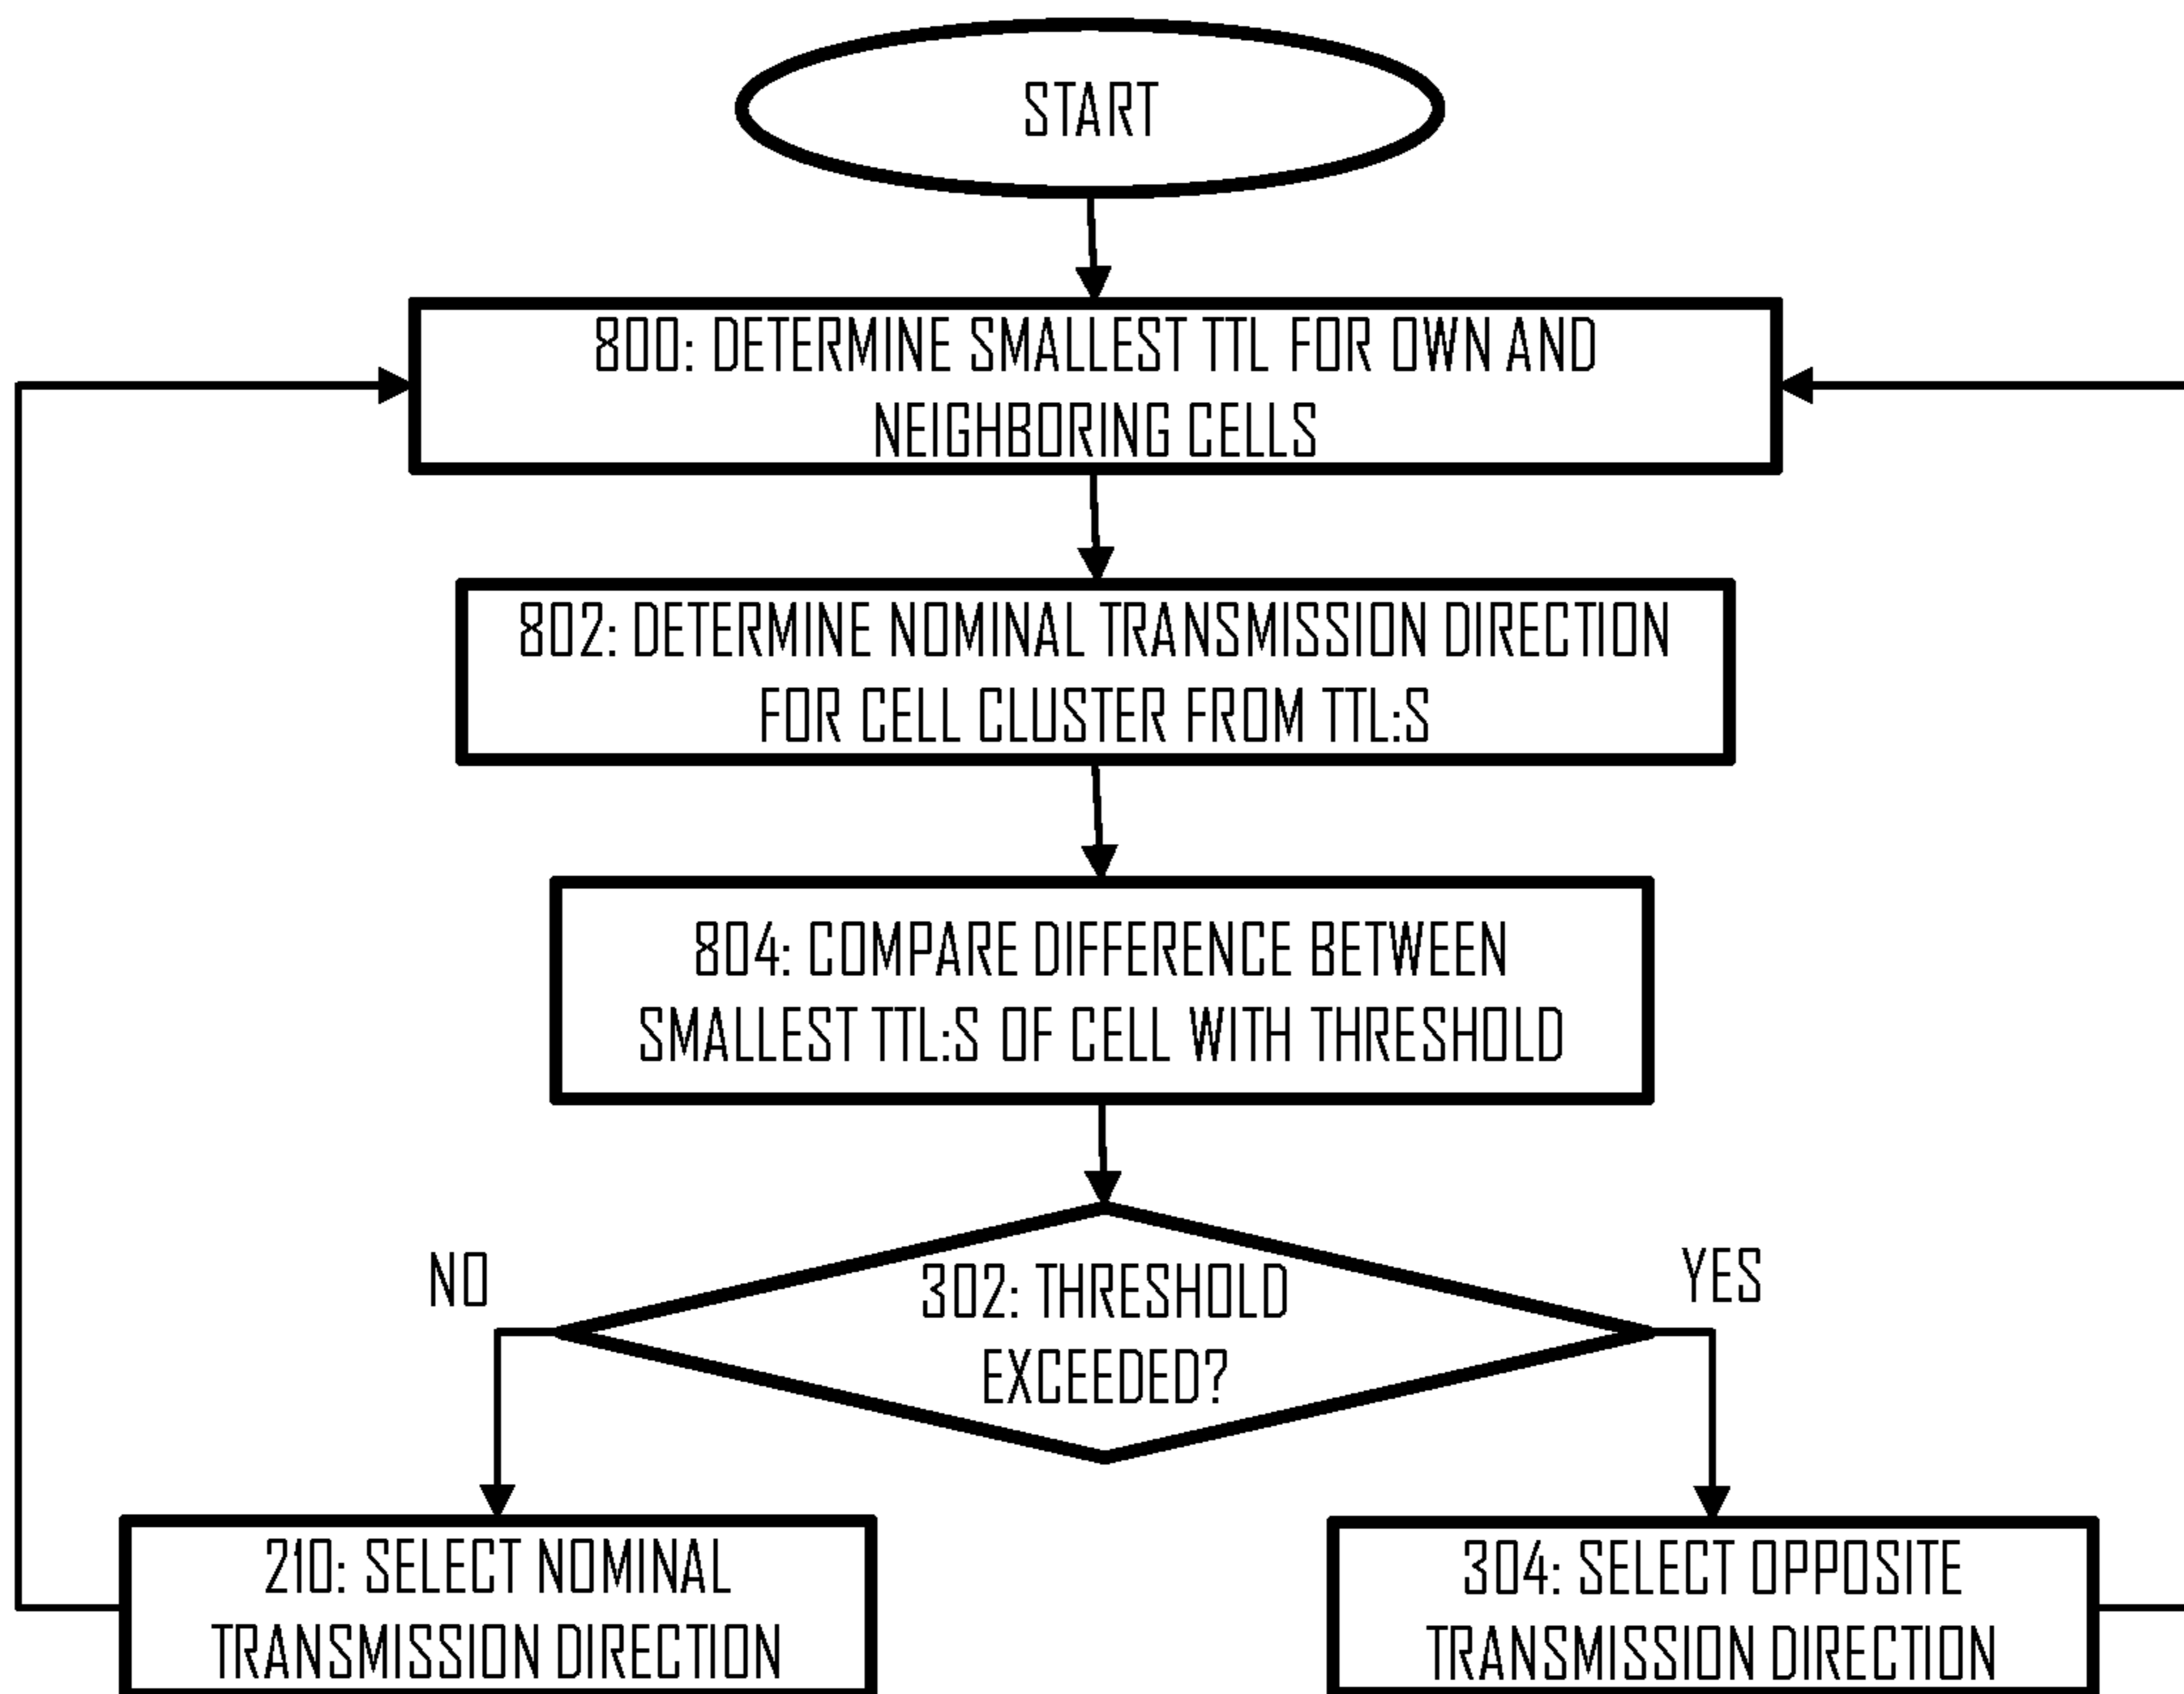 START
800: DETERMINE SMALLEST TTL FOR OWN AND
NEIGHBORING CELLS
802: DETERMINE NOMINAL TRANSMISSION DIRECTION
FOR CELL CLUSTER FROM TTL:S
804: COMPARE DIFFERENCE BETWEEN
SMALLEST TTL:S OF CELL WITH THRESHOLD
NO
302: THRESHOLD
EXCEEDED?
YES
210: SELECT NOMINAL
TRANSMISSION DIRECTION
304: SELECT OPPOSITE
TRANSMISSION DIRECTION